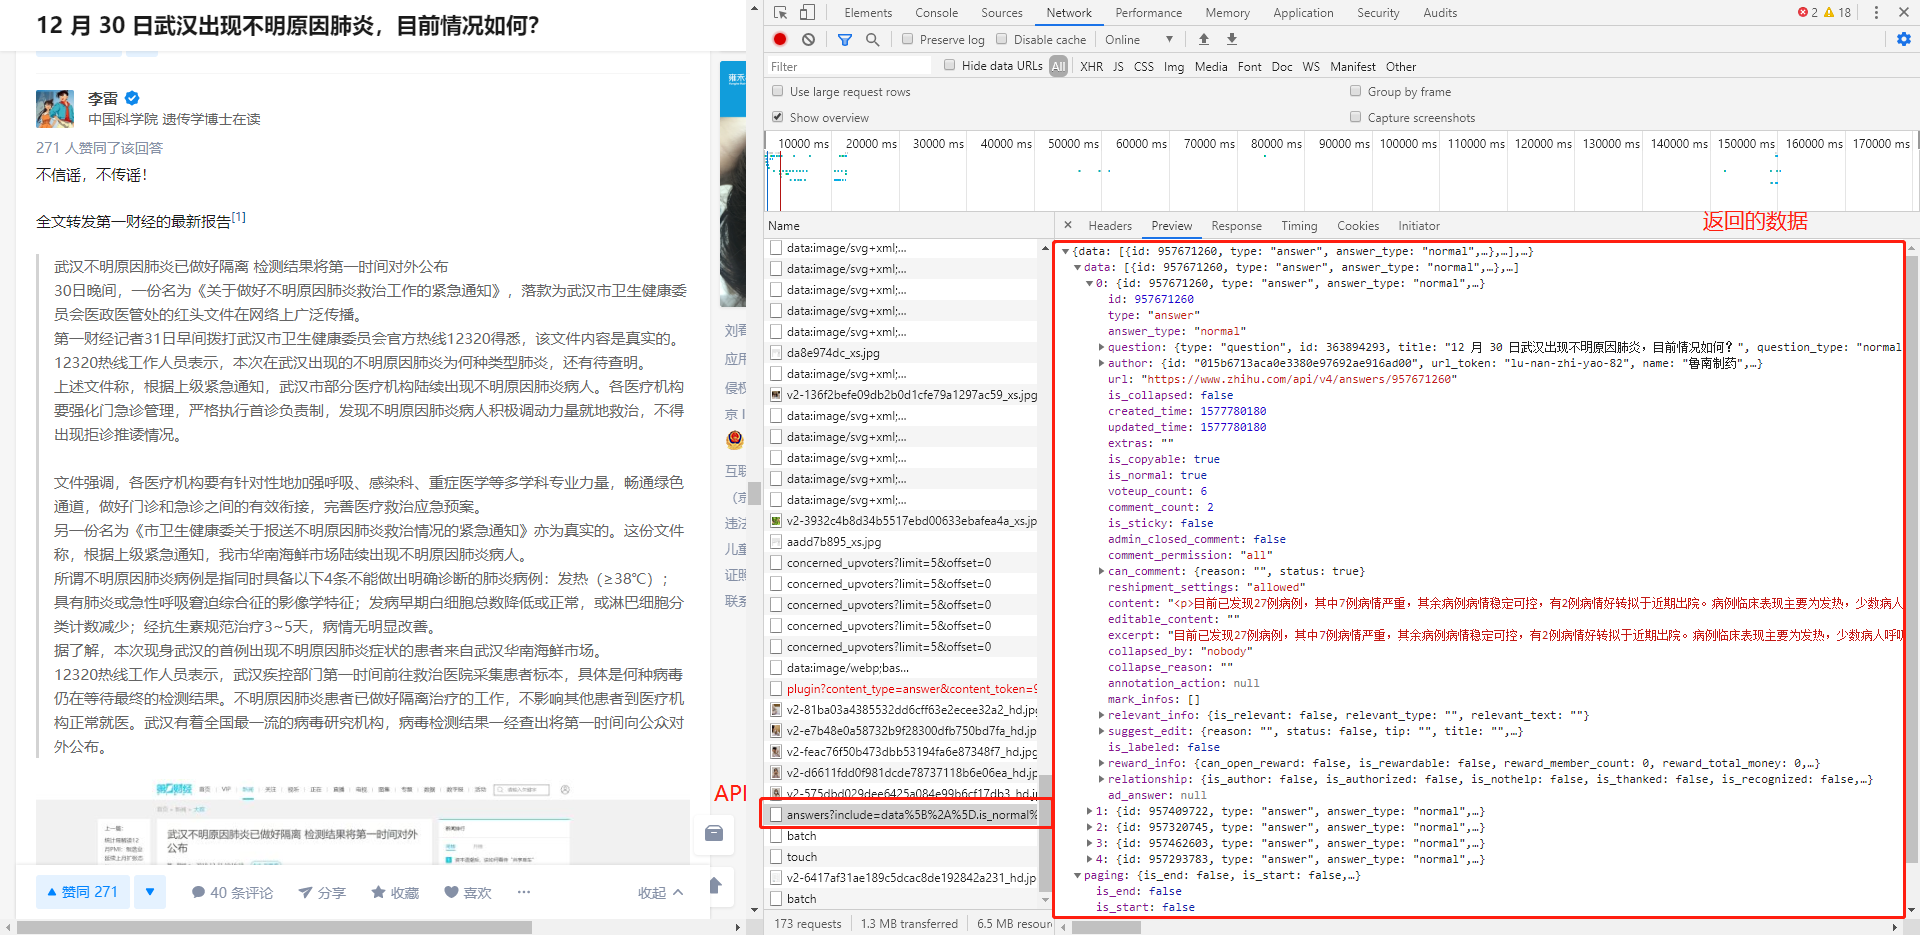 12 月 30 日武汉出现不明原因肺炎，目前情况如何？
李雷
中国科学院 遗传学博士在读
271 人赞同了该回答
不信谣，不传谣！
全文转发第一财经的最新报告[1]
武汉不明原因肺炎已做好隔离 检测结果将第一时间对外公布
30日晚间，一份名为《关于做好不明原因肺炎救治工作的紧急通知》，落款为武汉市卫生健康委
员会医政医管处的红头文件在网络上广泛传播。
第一财经记者31日早间拨打武汉市卫生健康委员会官方热线12320得悉，该文件内容是真实的。
12320热线工作人员表示，本次在武汉出现的不明原因肺炎为何种类型肺炎，还有待查明。
上述文件称，根据上级紧急通知，武汉市部分医疗机构陆续出现不明原因肺炎病人。各医疗机构
要强化门急诊管理，严格执行首诊负责制，发现不明原因肺炎病人积极调动力量就地救治，不得
出现拒诊推诿情况。
文件强调，各医疗机构要有针对性地加强呼吸、感染科、重症医学等多学科专业力量，畅通绿色
通道，做好门诊和急诊之间的有效衔接，完善医疗救治应急预案。
另一份名为《市卫生健康委关于报送不明原因肺炎救治情况的紧急通知》亦为真实的。这份文件
称，根据上级紧急通知，我市华南海鲜市场陆续出现不明原因肺炎病人。
所谓不明原因肺炎病例是指同时具备以下4条不能做出明确诊断的肺炎病例：发热（≥38℃）；
具有肺炎或急性呼吸窘迫综合征的影像学特征；发病早期白细胞总数降低或正常，或淋巴细胞分
类计数减少；经抗生素规范治疗3~5天，病情无明显改善。
据了解，本次现身武汉的首例出现不明原因肺炎症状的患者来自武汉华南海鲜市场。
12320热线工作人员表示，武汉疾控部门第一时间前往救治医院采集患者标本，具体是何种病毒
仍在等待最终的检测结果。不明原因肺炎患者已做好隔离治疗的工作，不影响其他患者到医疗机
构正常就医。武汉有着全国最一流的病毒研究机构，病毒检测结果一经查出将第一时间向公众对
外公布。
武汉不明原因肺炎已做好隔离 检测结果将第一时间对外
公布
赞同 271
40 条评论
分享
收藏
喜欢
收起
刘看
应用
侵权
京 I
互联
（京
违法
儿童
证照
联系
API
Elements Console Sources Network Performance Memory Application Security Audits 2 18
Preserve log Disable cache Online
Filter Hide data URLs All XHR JS CSS Img Media Font Doc WS Manifest Other
Use large request rows Group by frame
Show overview Capture screenshots
10000 ms 20000 ms 30000 ms 40000 ms 50000 ms 60000 ms 70000 ms 80000 ms 90000 ms 100000 ms 110000 ms 120000 ms 130000 ms 140000 ms 150000 ms 160000 ms 170000 ms
Name
data:image/svg+xml;...
data:image/svg+xml;...
data:image/svg+xml;...
data:image/svg+xml;...
data:image/svg+xml;...
da8e974dc_xs.jpg
data:image/svg+xml;...
v2-136f2befe09db2b0d1cfe79a1297ac59_xs.jpg
data:image/svg+xml;...
data:image/svg+xml;...
data:image/svg+xml;...
data:image/svg+xml;...
data:image/svg+xml;...
v2-3932c4b8d34b5517ebd00633ebafea4a_xs.jp
aadd7b895_xs.jpg
concerned_upvoters?limit=5&offset=0
concerned_upvoters?limit=5&offset=0
concerned_upvoters?limit=5&offset=0
concerned_upvoters?limit=5&offset=0
concerned_upvoters?limit=5&offset=0
data:image/webp;bas...
plugin?content_type=answer&content_token=9
v2-81ba03a4385532dd6cff63e2ecee32a2_hd.jpg
v2-e7b48e0a58732b9f28300dfb750bd7fa_hd.jp
v2-feac76f50b473dbb53194fa6e87348f7_hd.jpg
v2-d6611fdd0f981dcde78737118b6e06ea_hd.jp
v2-575dbd029dee6425a084e99b6cf17db3_hd.jp
answers?include=data%5B%2A%5D.is_normal%
batch
touch
v2-6417af31ae189c5dcac8de192842a231_hd.jp
batch
173 requests 1.3 MB transferred 6.5 MB resour
Headers Preview Response Timing Cookies Initiator
返回的数据
{data: [{id: 957671260, type: "answer", answer_type: "normal",…},…],…}
data: [{id: 957671260, type: "answer", answer_type: "normal",…},…]
0: {id: 957671260, type: "answer", answer_type: "normal",…}
id: 957671260
type: "answer"
answer_type: "normal"
question: {type: "question", id: 363894293, title: "12 月 30 日武汉出现不明原因肺炎，目前情况如何？", question_type: "normal
author: {id: "015b6713aca0e3380e97692ae916ad00", url_token: "lu-nan-zhi-yao-82", name: "鲁南制药",…}
url: "https://www.zhihu.com/api/v4/answers/957671260"
is_collapsed: false
created_time: 1577780180
updated_time: 1577780180
extras: ""
is_copyable: true
is_normal: true
voteup_count: 6
comment_count: 2
is_sticky: false
admin_closed_comment: false
comment_permission: "all"
can_comment: {reason: "", status: true}
reshipment_settings: "allowed"
content: "<p>目前已发现27例病例，其中7例病情严重，其余病例病情稳定可控，有2例病情好转拟于近期出院。病例临床表现主要为发热，少数病人
editable_content: ""
excerpt: "目前已发现27例病例，其中7例病情严重，其余病例病情稳定可控，有2例病情好转拟于近期出院。病例临床表现主要为发热，少数病人呼吸
collapsed_by: "nobody"
collapse_reason: ""
annotation_action: null
mark_infos: []
relevant_info: {is_relevant: false, relevant_type: "", relevant_text: ""}
suggest_edit: {reason: "", status: false, tip: "", title: "",…}
is_labeled: false
reward_info: {can_open_reward: false, is_rewardable: false, reward_member_count: 0, reward_total_money: 0,…}
relationship: {is_author: false, is_authorized: false, is_nothelp: false, is_thanked: false, is_recognized: false,…}
ad_answer: null
1: {id: 957409722, type: "answer", answer_type: "normal",…}
2: {id: 957320745, type: "answer", answer_type: "normal",…}
3: {id: 957462603, type: "answer", answer_type: "normal",…}
4: {id: 957293783, type: "answer", answer_type: "normal",…}
paging: {is_end: false, is_start: false,…}
is_end: false
is_start: false